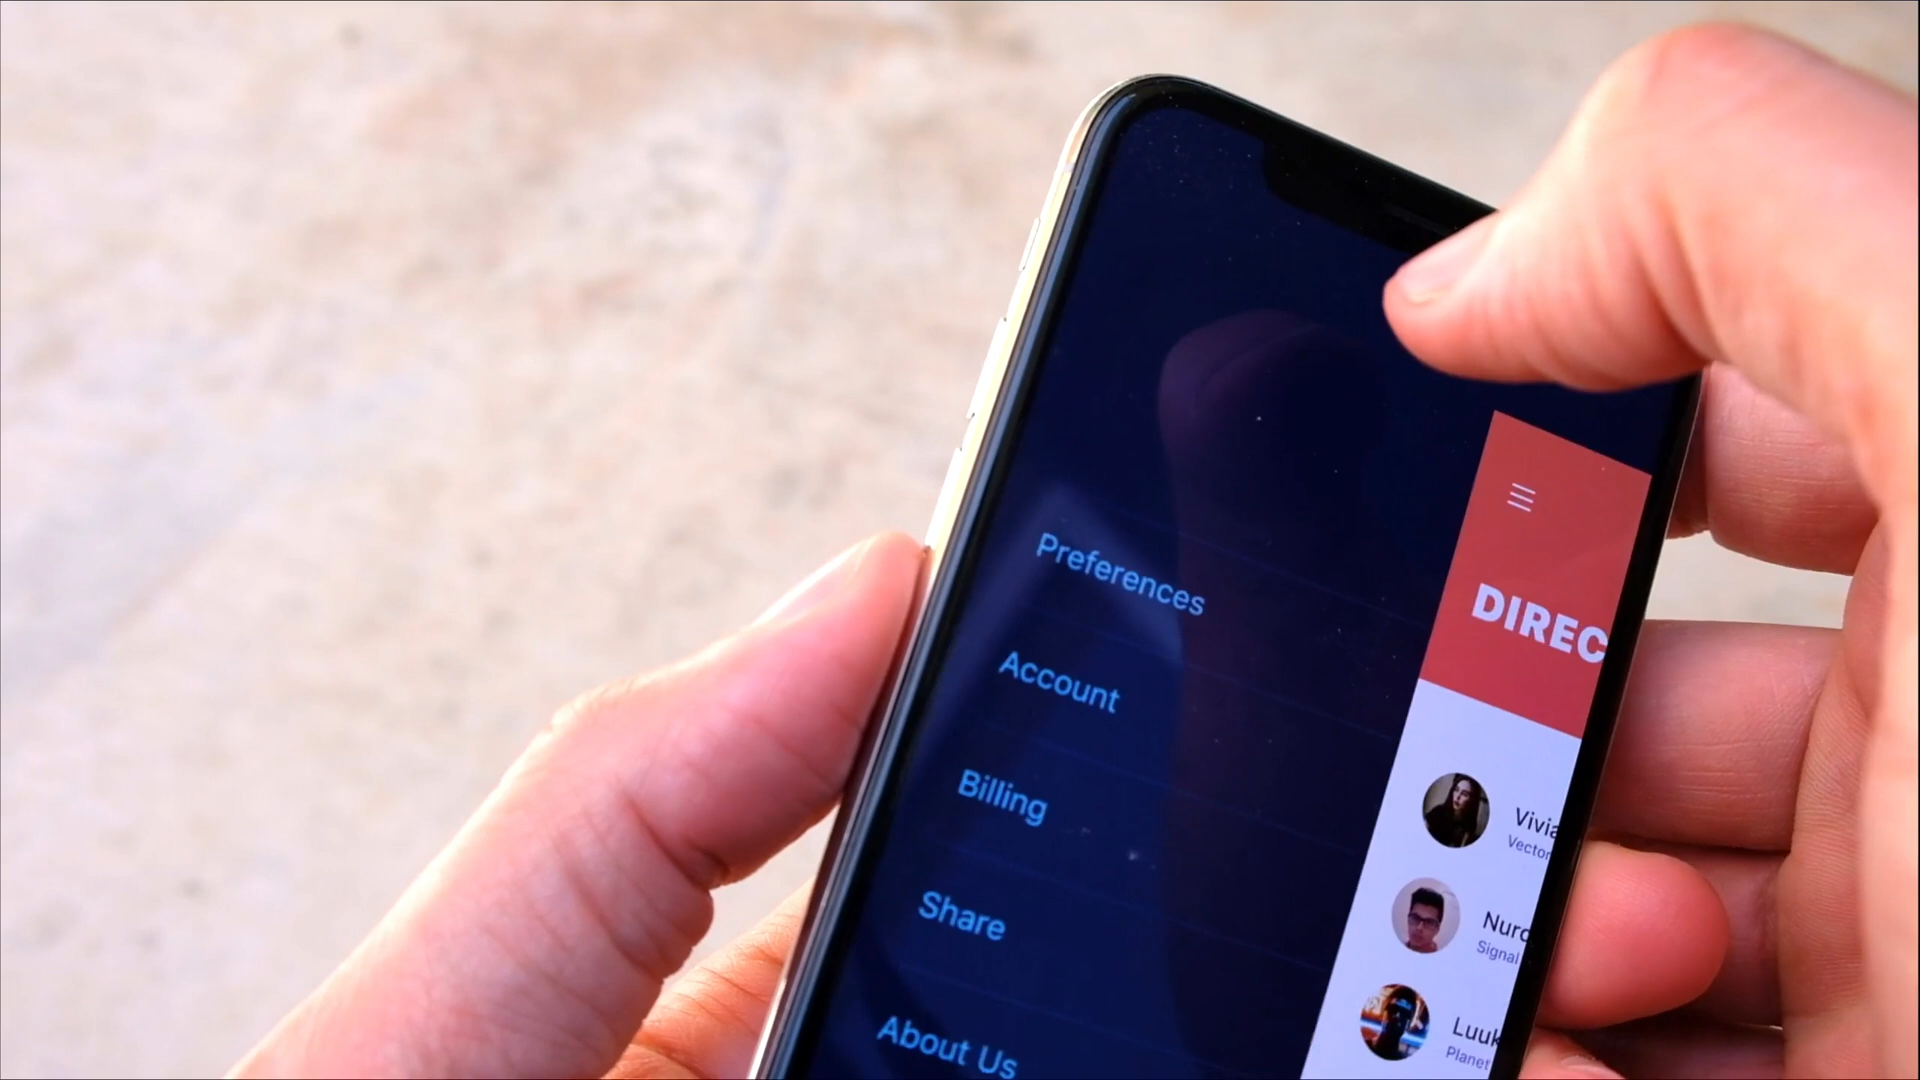 Preferences
Account
Billing
Share
About Us
DIREC
Vivia
Vector
Nurc
Signal
Luuk
Planet